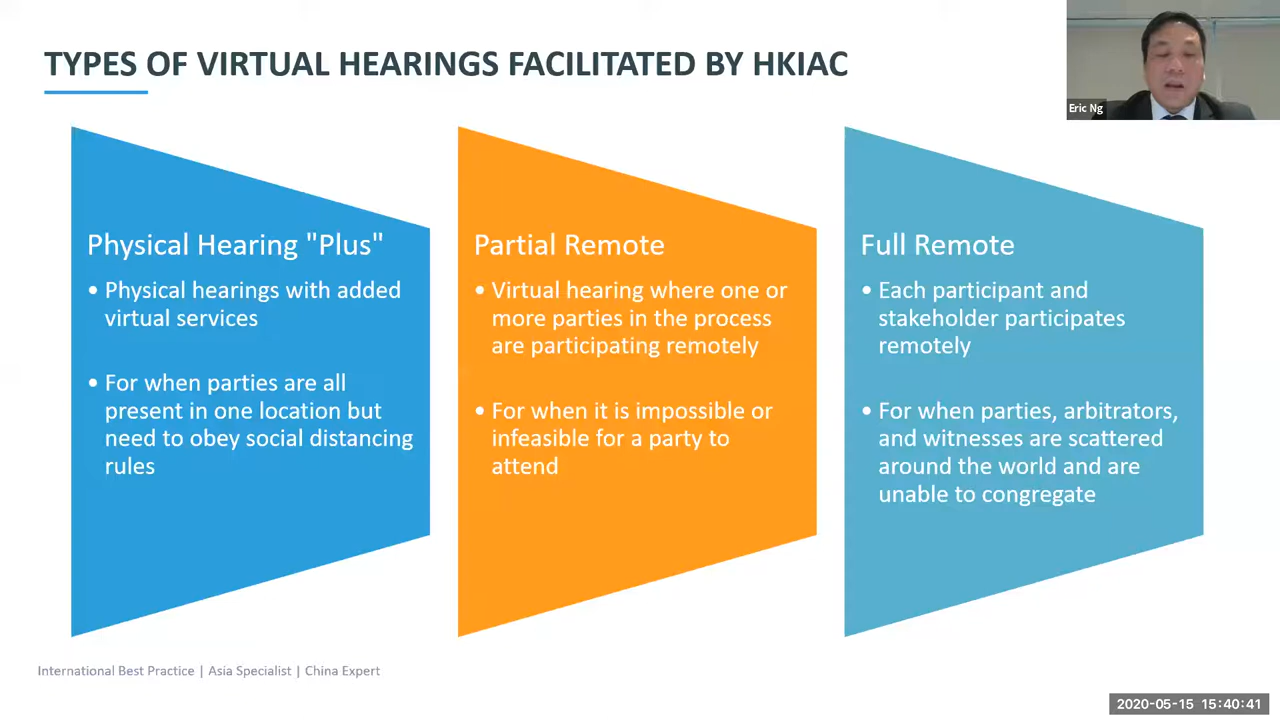 TYPES OF VIRTUAL HEARINGS FACILITATED BY HKIAC
Eric Ng
Physical Hearing "Plus"
• Physical hearings with added
virtual services
• For when parties are all
present in one location but
need to obey social distancing
rules
Partial Remote
• Virtual hearing where one or
more parties in the process
are participating remotely
• For when it is impossible or
infeasible for a party to
attend
Full Remote
• Each participant and
stakeholder participates
remotely
• For when parties, arbitrators,
and witnesses are scattered
around the world and are
unable to congregate
International Best Practice | Asia Specialist | China Expert
2020-05-15 15:40:41